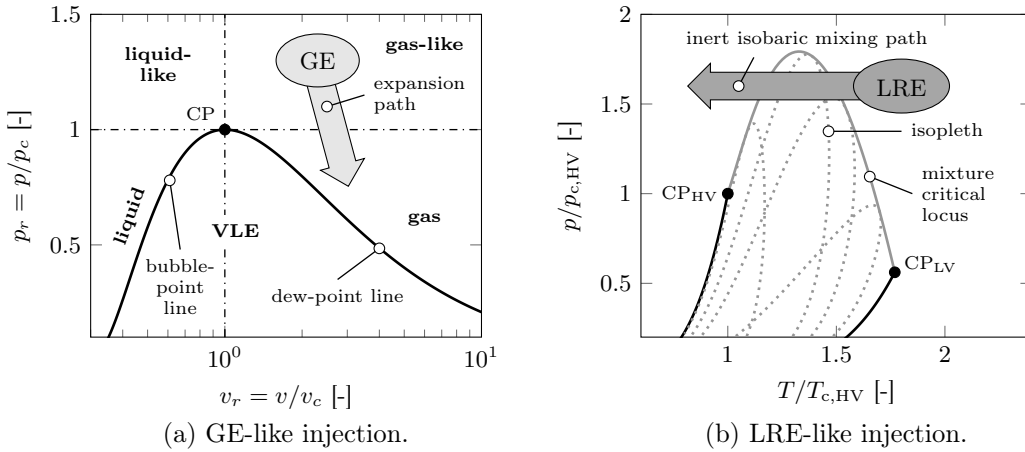 1.5
1
0.5
p_r = p/p_c [-]
liquid-
like
gas-like
GE
expansion
path
CP
liquid
VLE
gas
bubble-
point
line
dew-point line
10^0
10^1
v_r = v/v_c [-]
(a) GE-like injection.
2
1.5
1
0.5
p/p_c,HV [-]
inert isobaric mixing path
LRE
isopleth
mixture
critical
locus
CP_HV
CP_LV
1
1.5
2
T/T_c,HV [-]
(b) LRE-like injection.